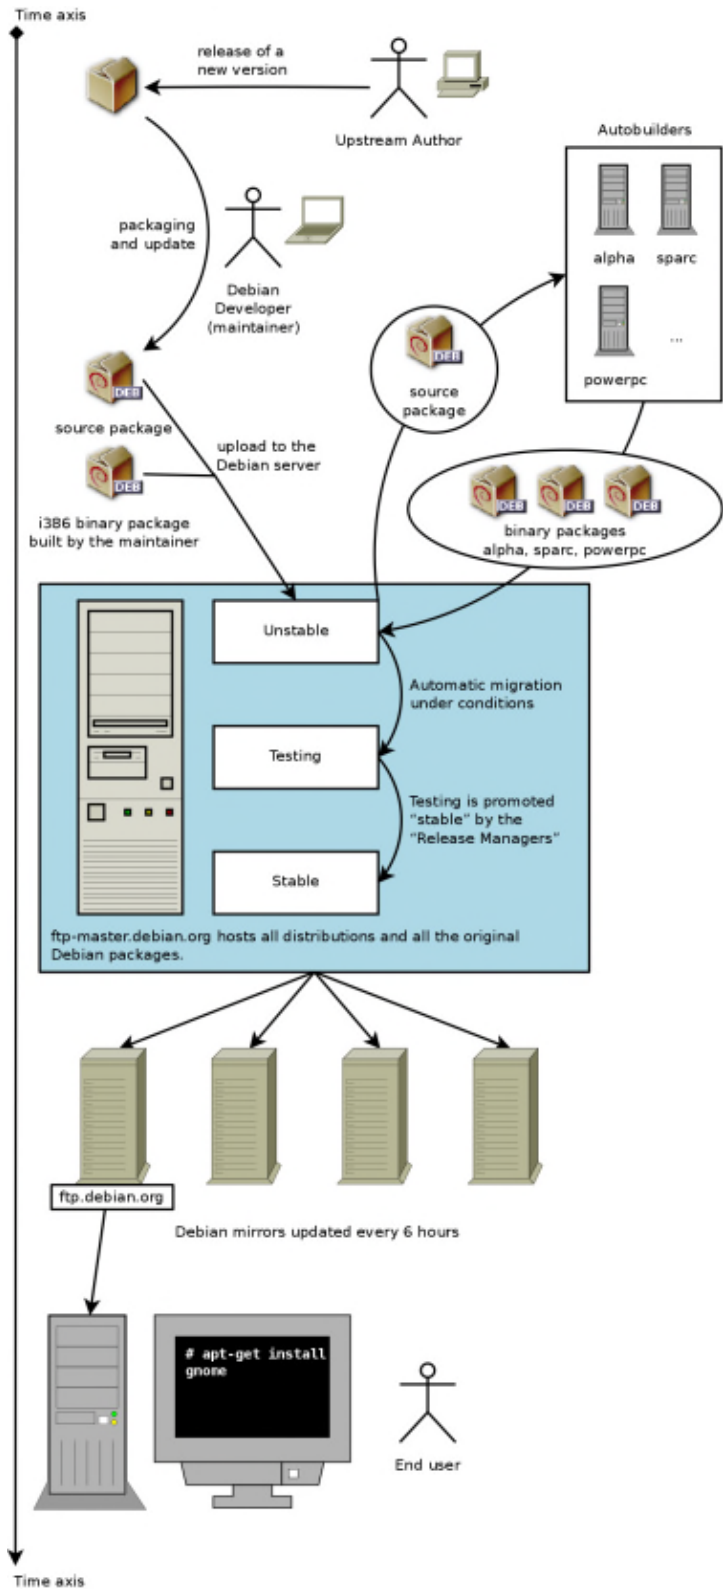 Time axis
release of a
new version
Upstream Author
Autobuilders
alpha
sparc
powerpc
...
packaging
and update
Debian
Developer
(maintainer)
DEB
source package
DEB
source
package
upload to the
Debian server
DEB
i386 binary package
built by the maintainer
DEB
DEB
DEB
binary packages
alpha, sparc, powerpc
Unstable
Automatic migration
under conditions
Testing
Testing is promoted
“stable” by the
“Release Managers”
Stable
ftp-master.debian.org hosts all distributions and all the original
Debian packages.
ftp.debian.org
Debian mirrors updated every 6 hours
# apt-get install
gnome
End user
Time axis